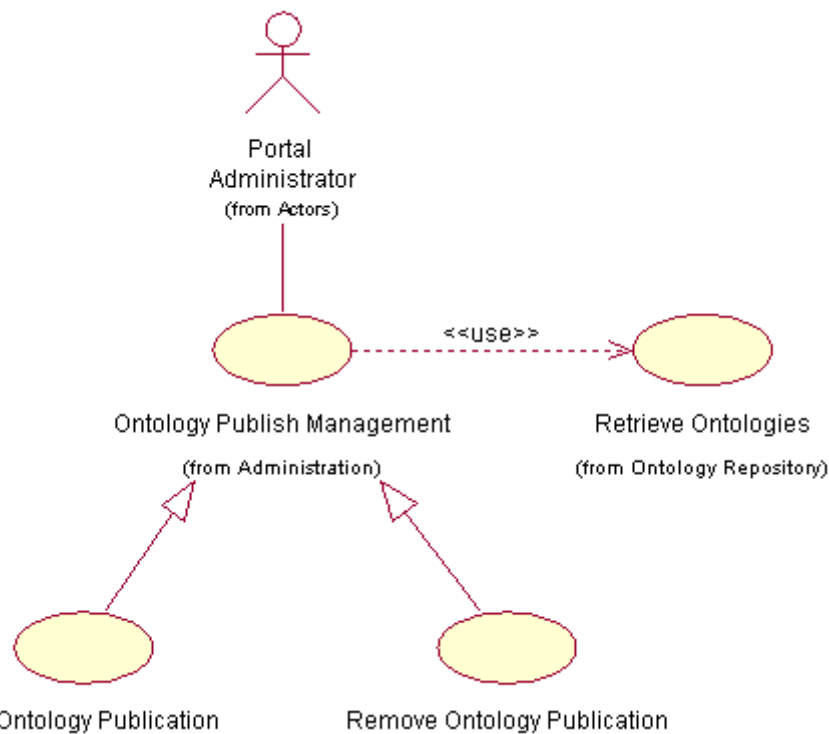 Portal
Administrator
(from Actors)
<<use>>
Ontology Publish Management
Retrieve Ontologies
(from Administration)
(from Ontology Repository)
Ontology Publication
Remove Ontology Publication